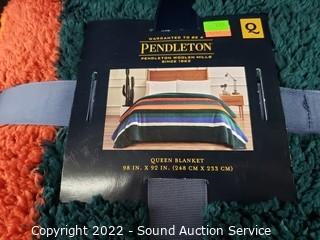 WARRANTED TO BE A
Q
PENDLETON
PENDLETON WOOLEN MILLS
SINCE 1863
QUEEN BLANKET
98 IN. X 92 IN. (248 CM X 233 CM)
Copyright 2022 - Sound Auction Service